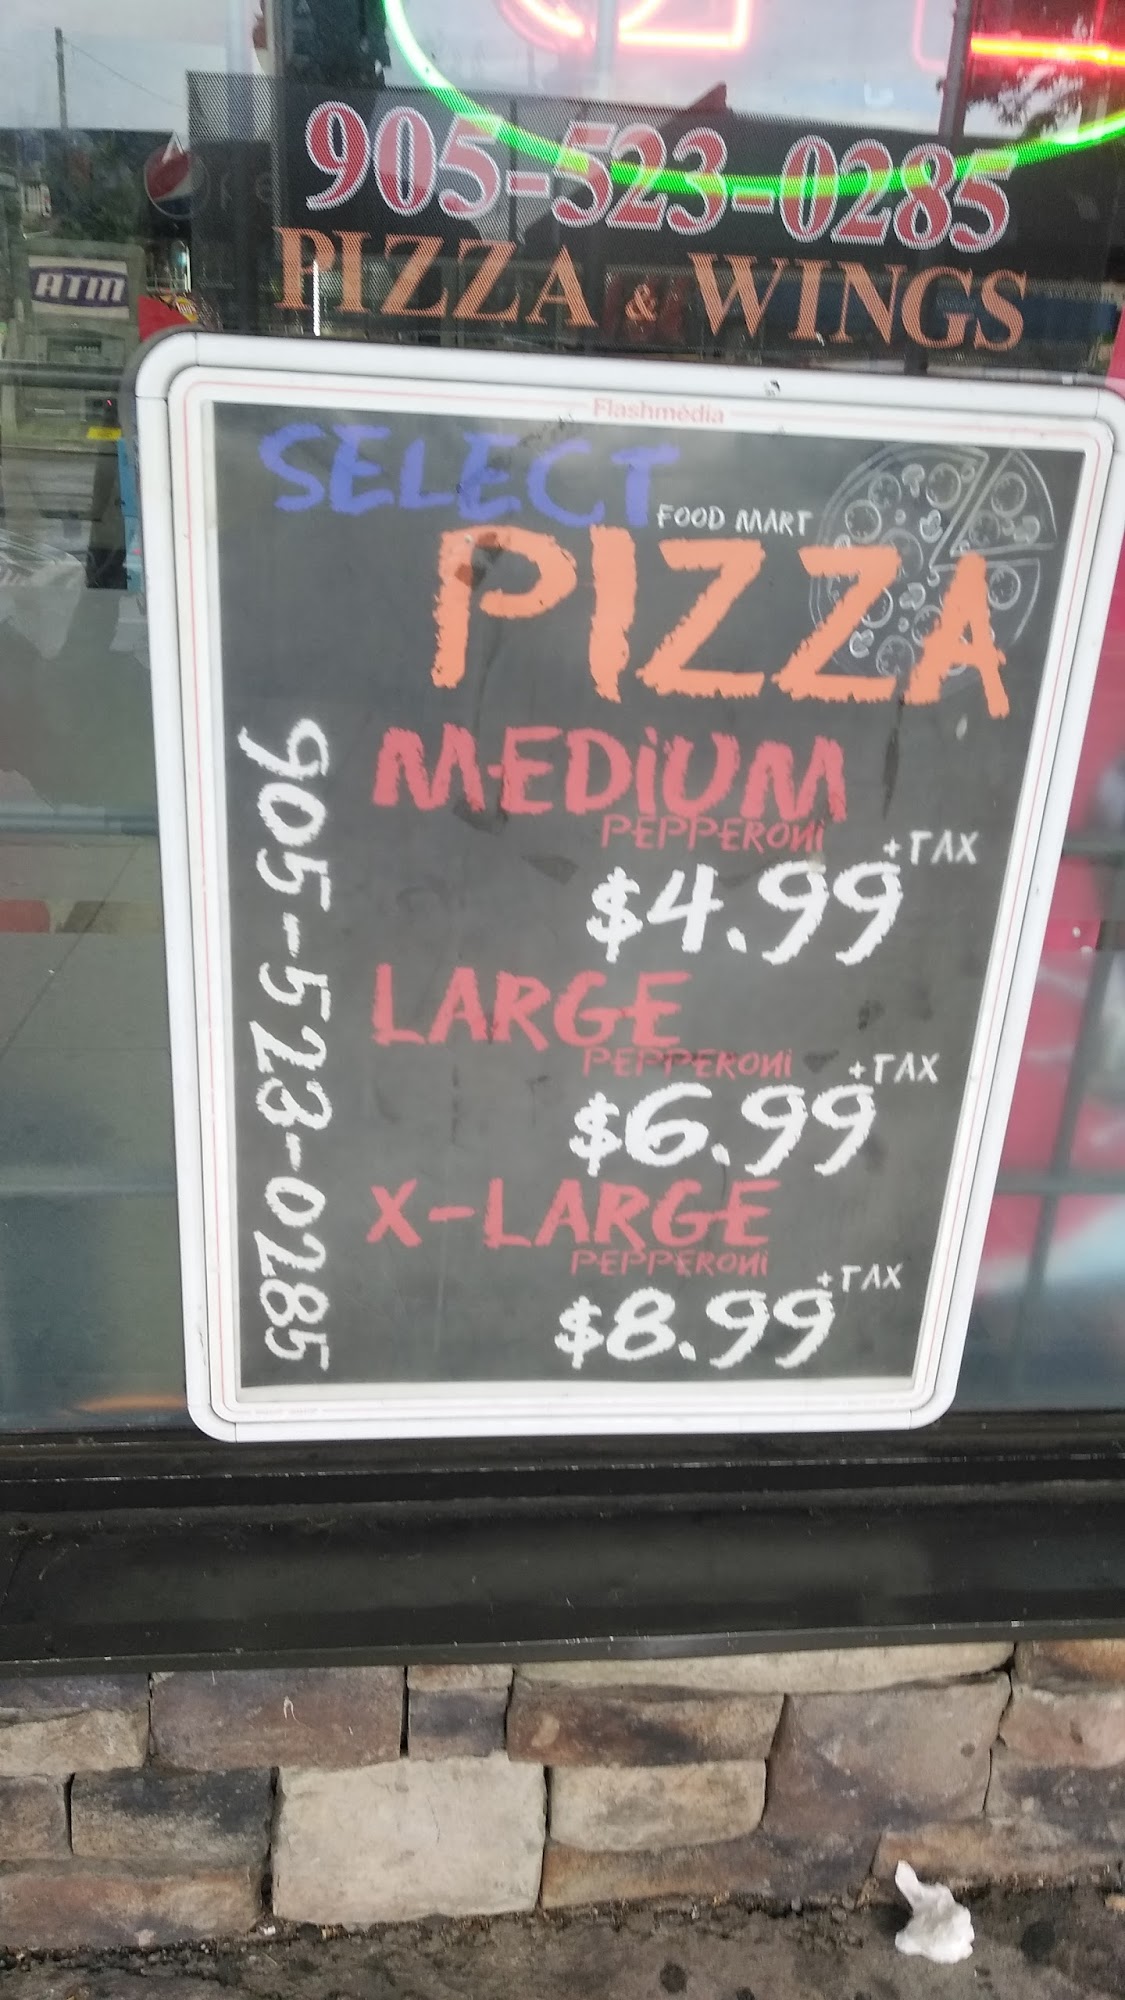 905-523-0285
PIZZA & WINGS
ATM
Flashmedia
SELECT
FOOD MART
PIZZA
MEDIUM
PEPPERONI
+TAX
$4.99
LARGE
PEPPERONI
+TAX
$6.99
X-LARGE
PEPPERONI
+TAX
$8.99
905-523-0285